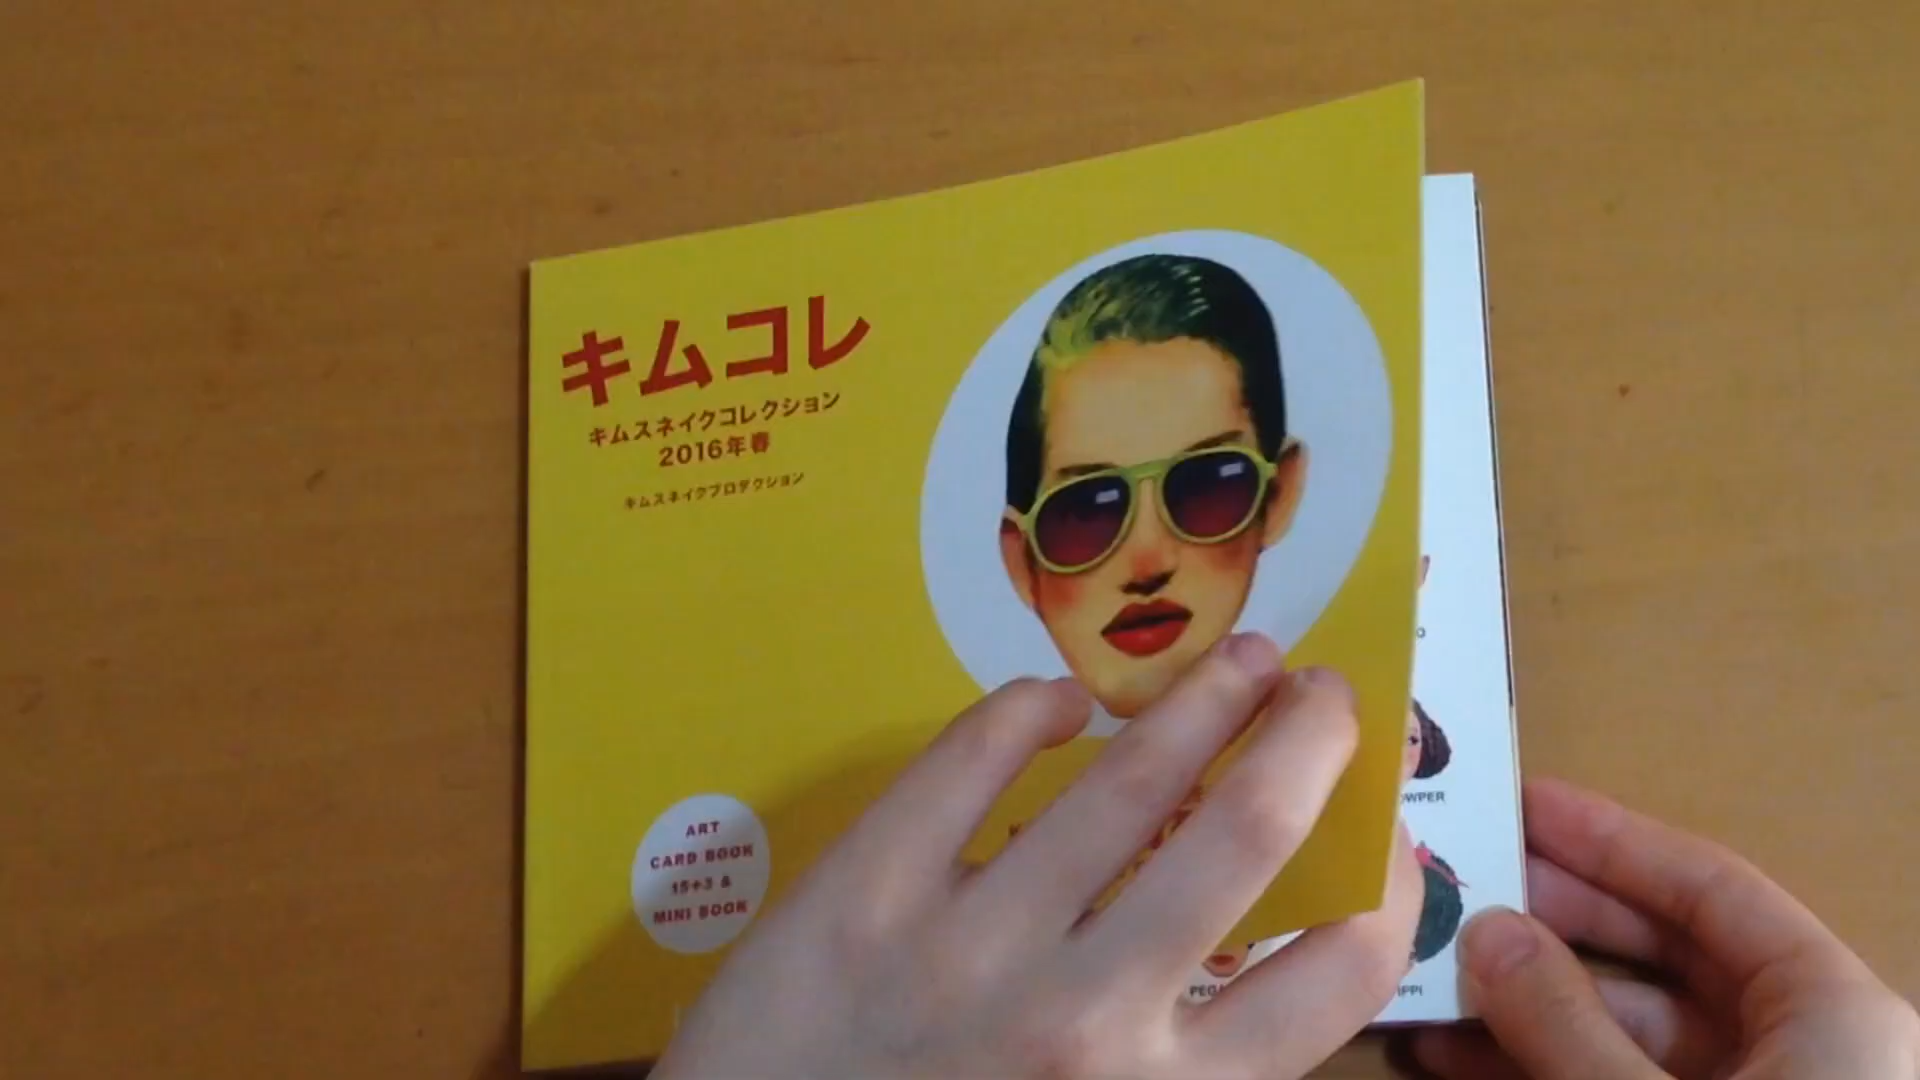 キムコレ
キムスネイクコレクション
2016年春
キムスネイクプロダクション
ART
CARD BOOK
15+3 &
MINI BOOK